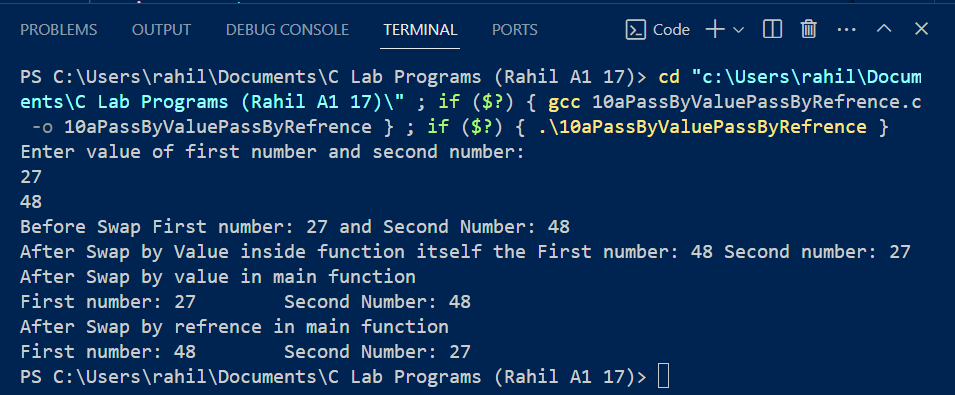 PROBLEMS OUTPUT DEBUG CONSOLE TERMINAL PORTS Code
PS C:\Users\rahil\Documents\C Lab Programs (Rahil A1 17)> cd "c:\Users\rahil\Docum
ents\C Lab Programs (Rahil A1 17)\" ; if ($?) { gcc 10aPassByValuePassByRefrence.c
-o 10aPassByValuePassByRefrence } ; if ($?) { .\10aPassByValuePassByRefrence }
Enter value of first number and second number:
27
48
Before Swap First number: 27 and Second Number: 48
After Swap by Value inside function itself the First number: 48 Second number: 27
After Swap by value in main function
First number: 27 Second Number: 48
After Swap by refrence in main function
First number: 48 Second Number: 27
PS C:\Users\rahil\Documents\C Lab Programs (Rahil A1 17)>